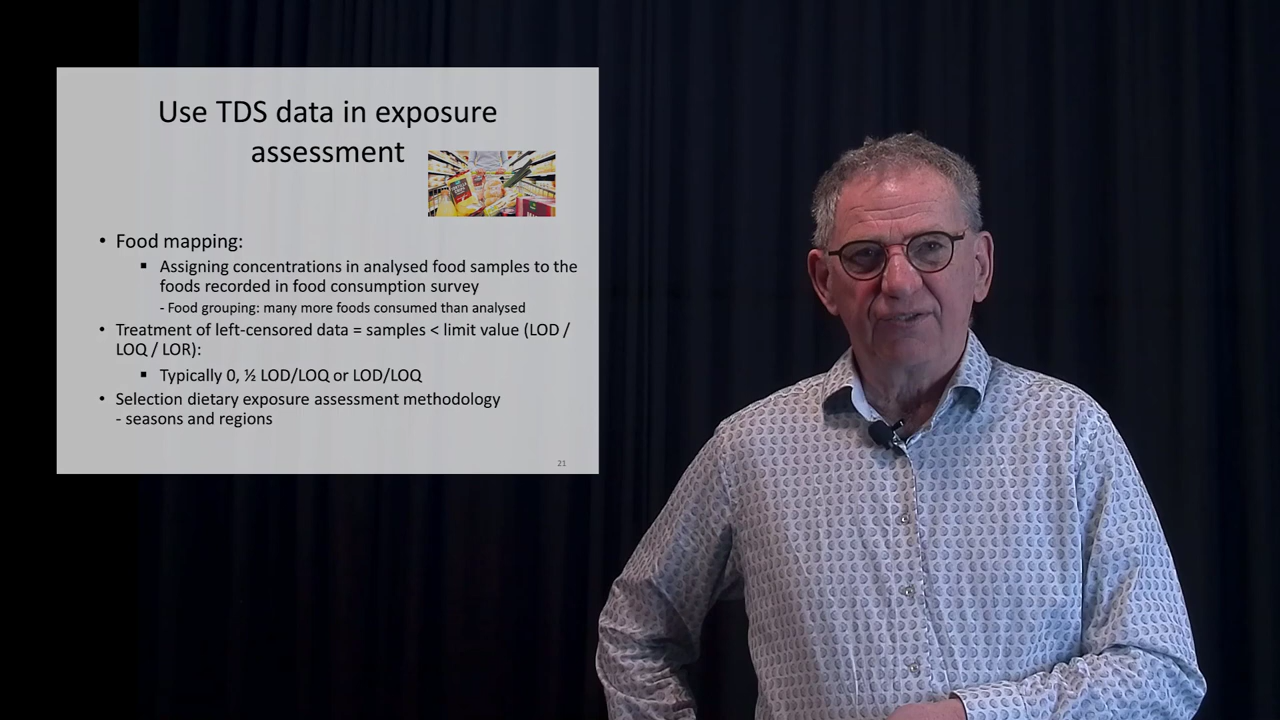 Use TDS data in exposure
assessment
• Food mapping:
▪ Assigning concentrations in analysed food samples to the
foods recorded in food consumption survey
- Food grouping: many more foods consumed than analysed
• Treatment of left-censored data = samples < limit value (LOD /
LOQ / LOR):
▪ Typically 0, ½ LOD/LOQ or LOD/LOQ
• Selection dietary exposure assessment methodology
- seasons and regions
21